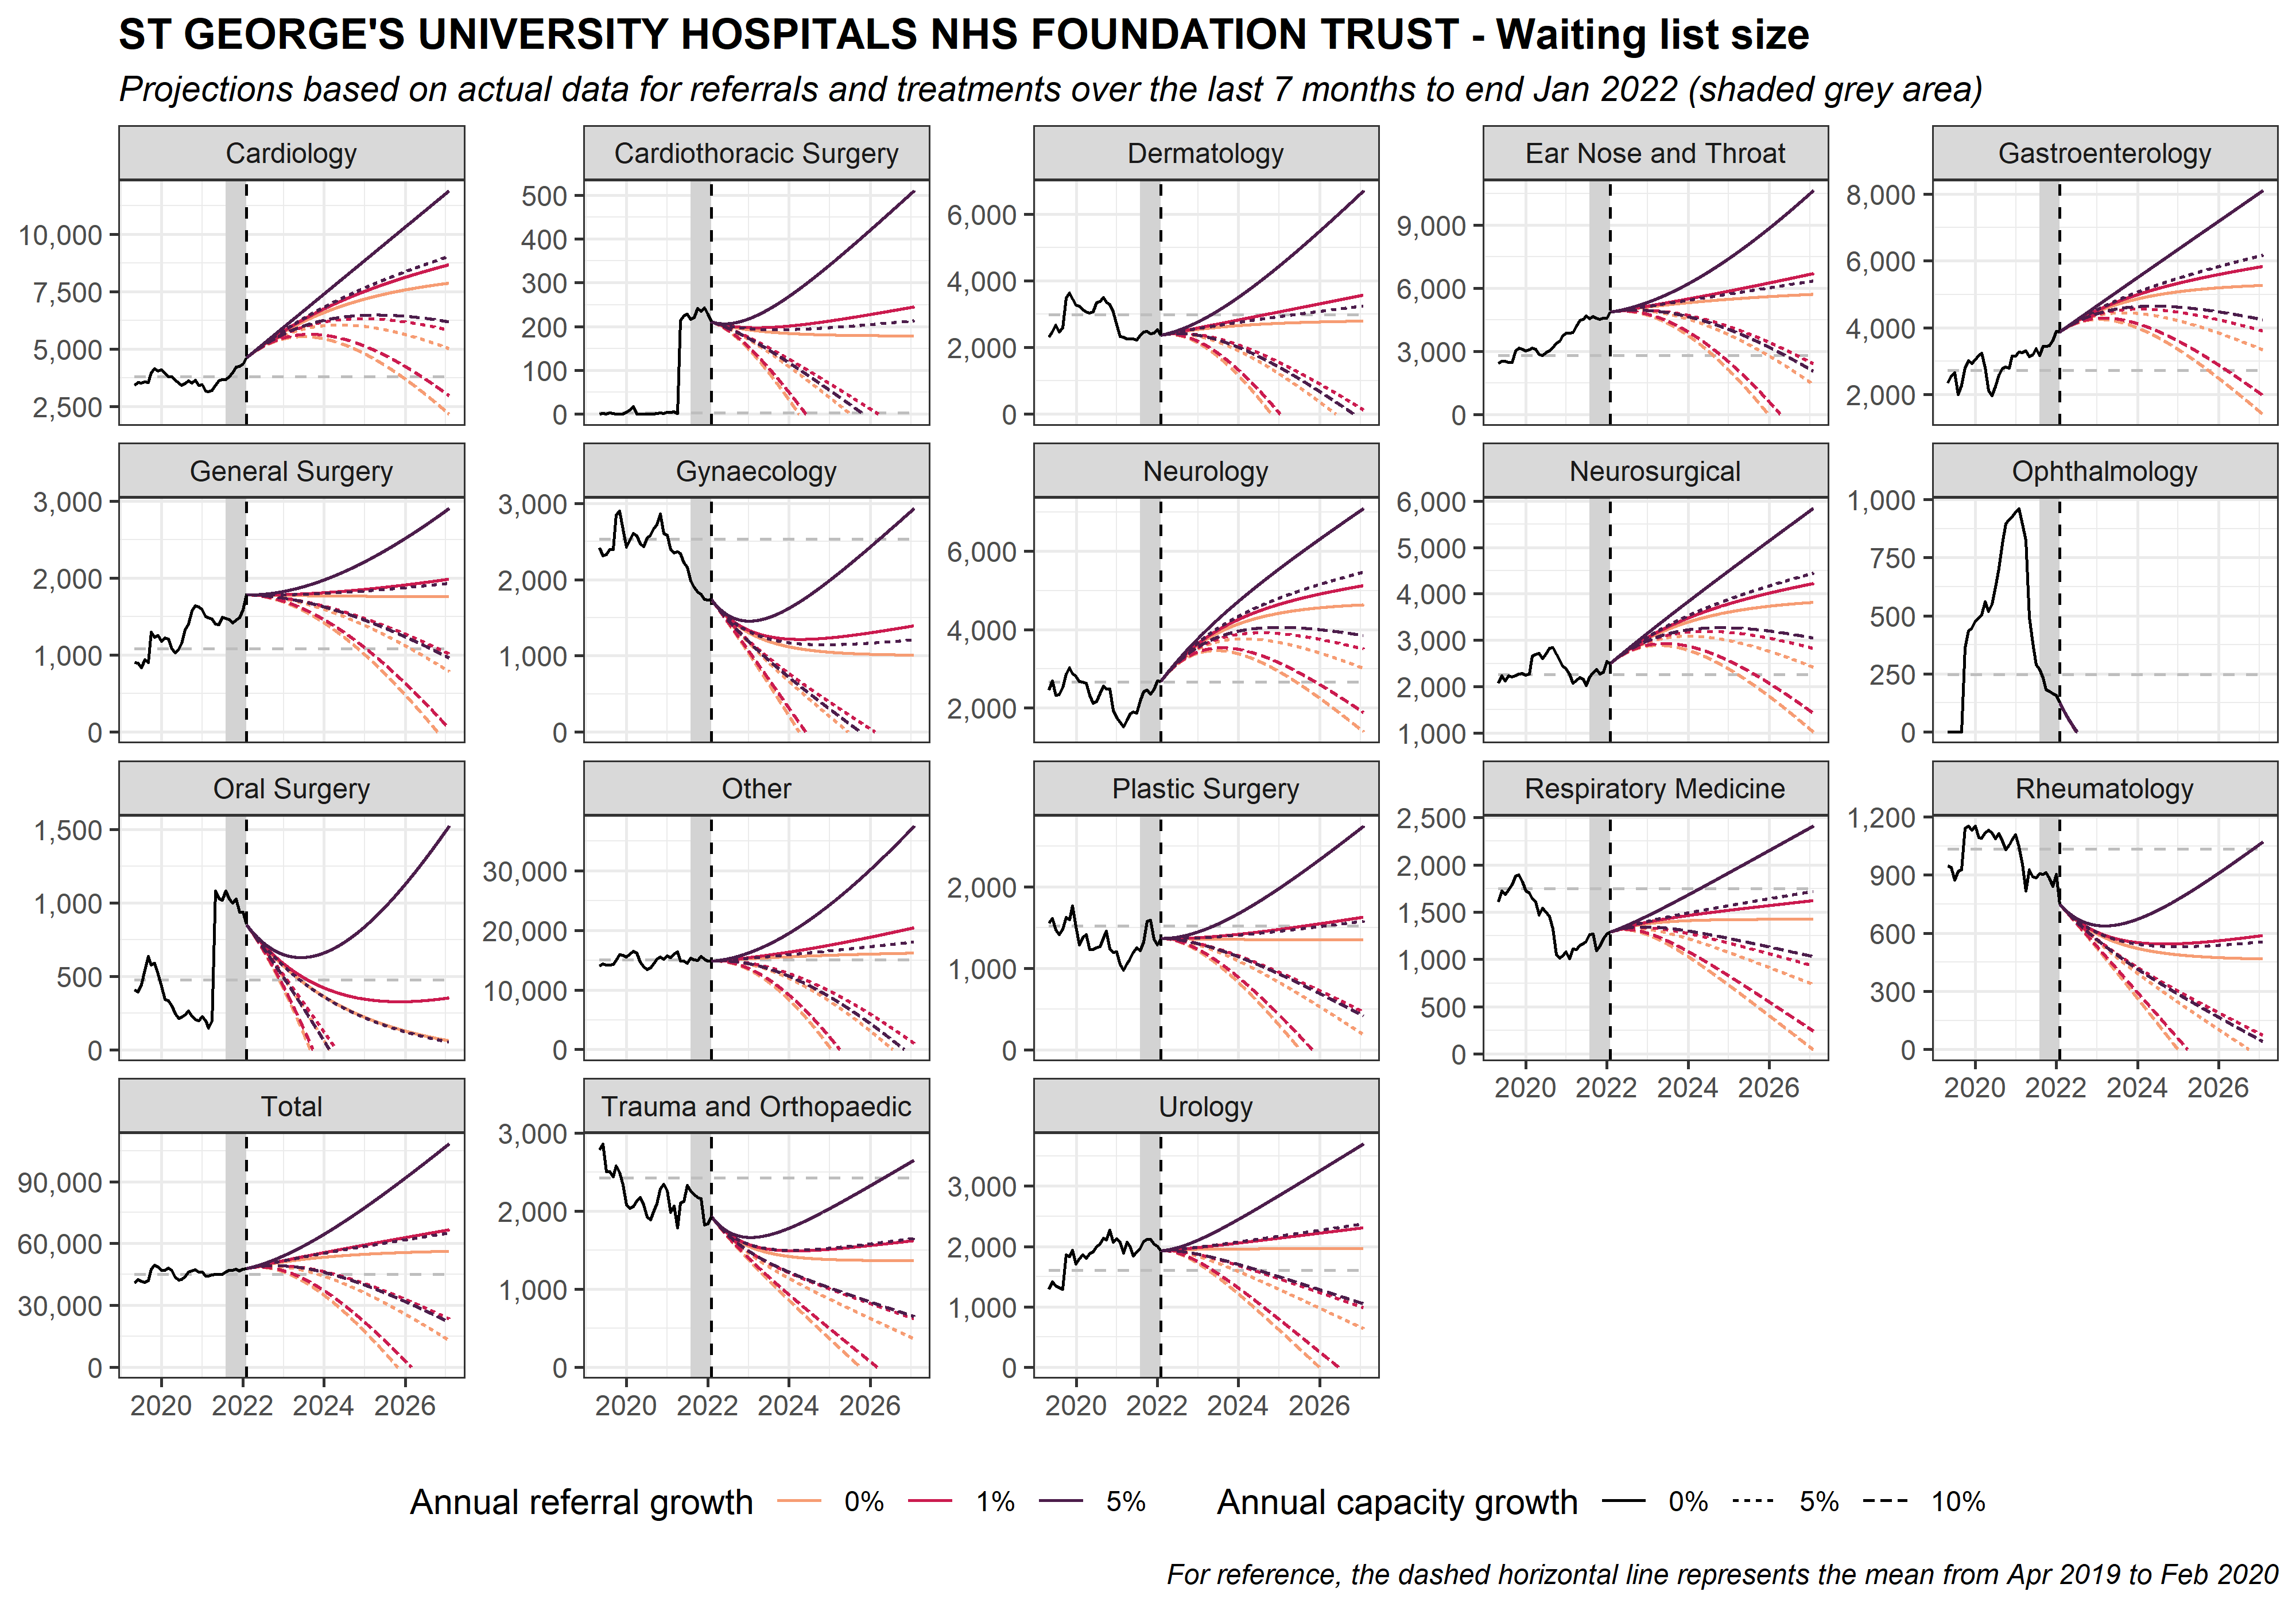 ST GEORGE'S UNIVERSITY HOSPITALS NHS FOUNDATION TRUST - Waiting list size
Projections based on actual data for referrals and treatments over the last 7 months to end Jan 2022 (shaded grey area)
Cardiology
10,000
7,500
5,000
2,500
Cardiothoracic Surgery
500
400
300
200
100
0
Dermatology
6,000
4,000
2,000
0
Ear Nose and Throat
9,000
6,000
3,000
0
Gastroenterology
8,000
6,000
4,000
2,000
General Surgery
3,000
2,000
1,000
0
Gynaecology
3,000
2,000
1,000
0
Neurology
6,000
4,000
2,000
Neurosurgical
6,000
5,000
4,000
3,000
2,000
1,000
Ophthalmology
1,000
750
500
250
0
Oral Surgery
1,500
1,000
500
0
Other
30,000
20,000
10,000
0
Plastic Surgery
2,000
1,000
0
Respiratory Medicine
2,500
2,000
1,500
1,000
500
0
2020 2022 2024 2026
Rheumatology
1,200
900
600
300
0
2020 2022 2024 2026
Total
90,000
60,000
30,000
0
2020 2022 2024 2026
Trauma and Orthopaedic
3,000
2,000
1,000
0
2020 2022 2024 2026
Urology
3,000
2,000
1,000
0
2020 2022 2024 2026
Annual referral growth 0% 1% 5% Annual capacity growth 0% 5% 10%
For reference, the dashed horizontal line represents the mean from Apr 2019 to Feb 2020